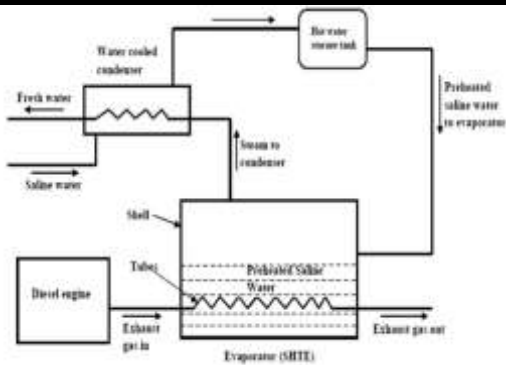 Hot water
storage tank
Water cooled
condenser
Fresh water
Preheated
saline water
to evaporator
Steam to
condenser
Saline water
Shell
Preheated Saline
Water
Tubes
Diesel engine
Exhaust
gas in
Exhaust gas out
Evaporator (SHTE)